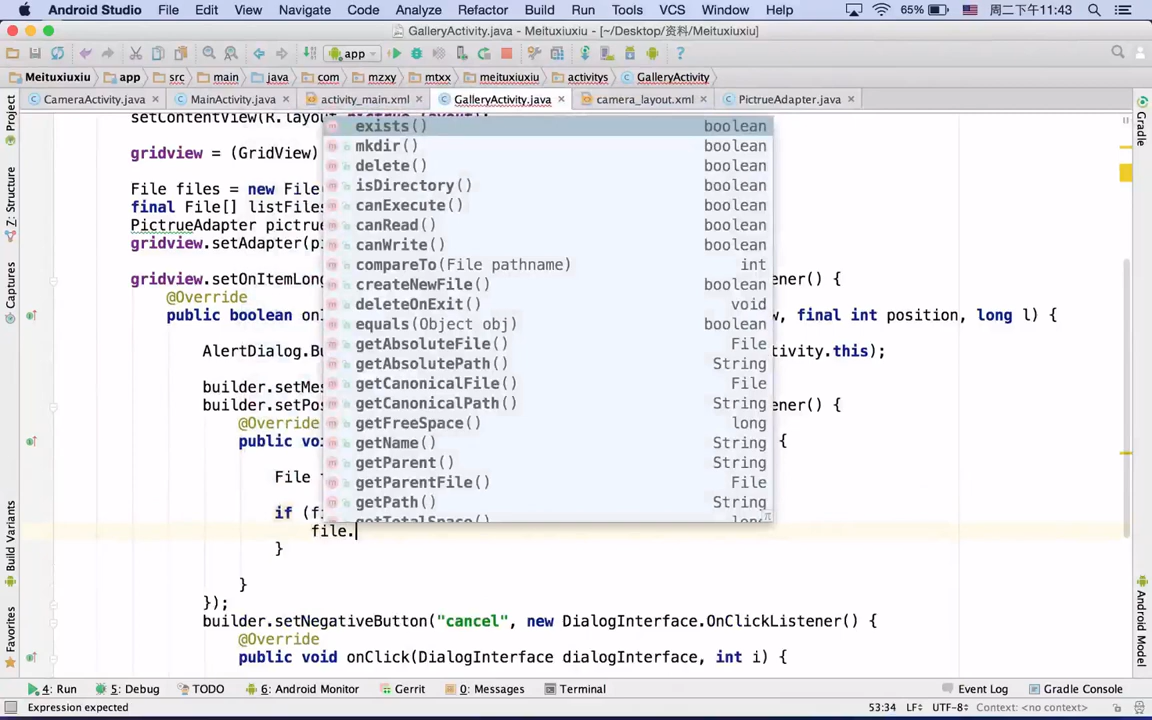 Android Studio File Edit View Navigate Code Analyze Refactor Build Run Tools VCS Window Help 65% 周二下午11:43
GalleryActivity.java - Meituxiuxiu - [~/Desktop/资料/Meituxiuxiu]
app
Meituxiuxiu app src main java com mzxy mtxx meituxiuxiu activitys GalleryActivity
CameraActivity.java MainActivity.java activity_main.xml GalleryActivity.java camera_layout.xml PictrueAdapter.java
1: Project
Z: Structure
Captures
Build Variants
Favorites
Gradle
Android Model
setContentView(R.layout.
gridview = (GridView)
File files = new File
final File[] listFiles
PictrueAdapter pictrue
gridview.setAdapter(pi
gridview.setOnItemLong ener() {
@Override
public boolean on w, final int position, long l) {
AlertDialog.Bu tivity.this);
builder.setMes
builder.setPos ener() {
@Override
public voi {
File
if (fi
file.
}
}
});
builder.setNegativeButton("cancel", new DialogInterface.OnClickListener() {
@Override
public void onClick(DialogInterface dialogInterface, int i) {
exists() boolean
mkdir() boolean
delete() boolean
isDirectory() boolean
canExecute() boolean
canRead() boolean
canWrite() boolean
compareTo(File pathname) int
createNewFile() boolean
deleteOnExit() void
equals(Object obj) boolean
getAbsoluteFile() File
getAbsolutePath() String
getCanonicalFile() File
getCanonicalPath() String
getFreeSpace() long
getName() String
getParent() String
getParentFile() File
getPath() String
getTotalSpace() long
4: Run 5: Debug TODO 6: Android Monitor Gerrit 0: Messages Terminal Event Log Gradle Console
Expression expected 53:34 LF÷ UTF-8÷ Context: <no context>